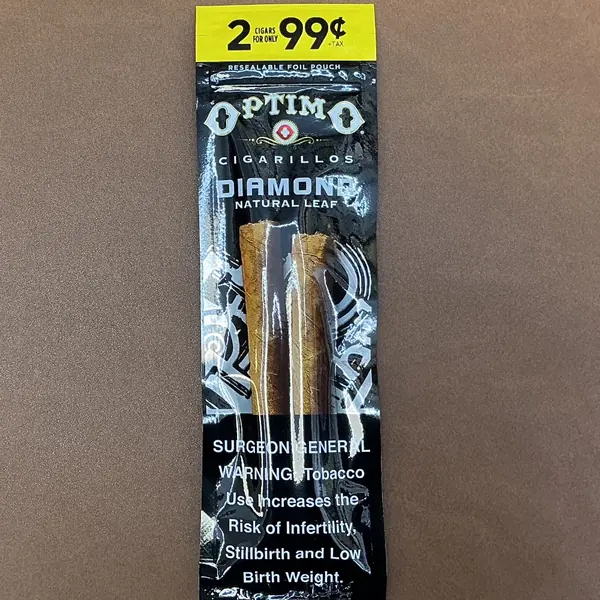 2 CIGARS FOR ONLY 99¢ +TAX
RESEALABLE FOIL POUCH
OPTIMO
CIGARILLOS
DIAMOND
NATURAL LEAF
SURGEON GENERAL
WARNING: Tobacco
Use Increases the
Risk of Infertility,
Stillbirth and Low
Birth Weight.